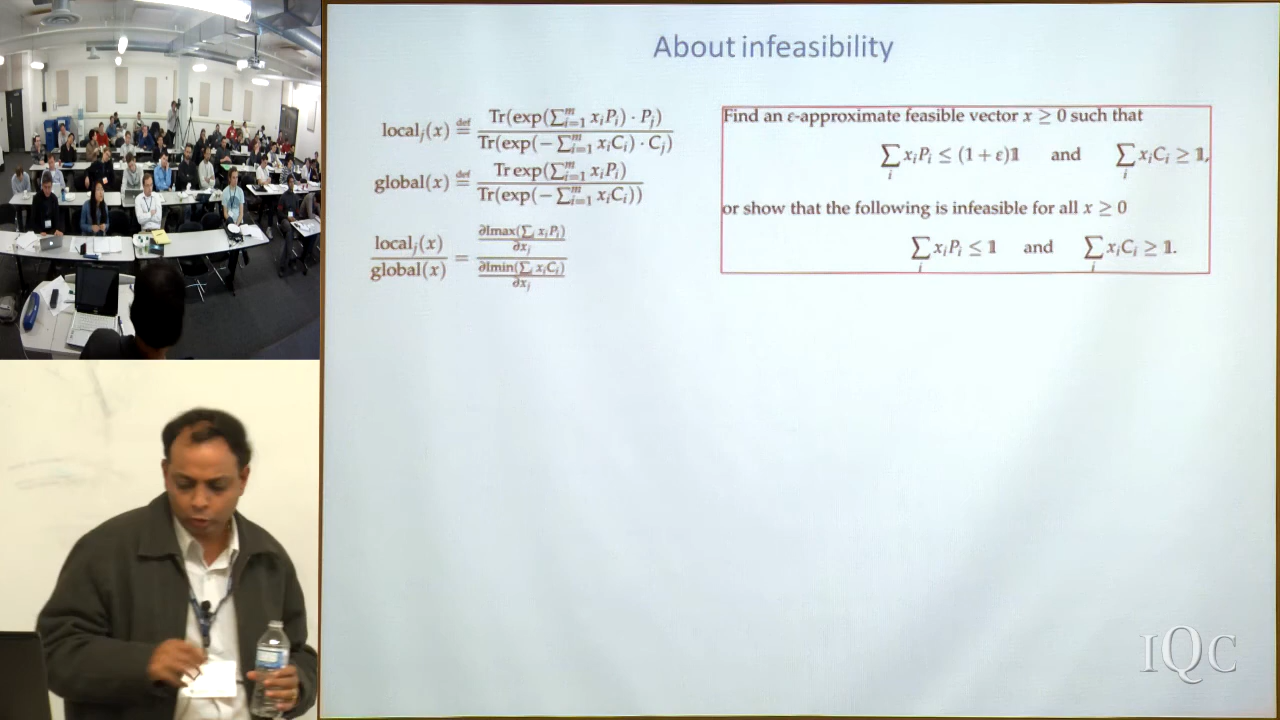 About infeasibility
local_j(x) ≝ Tr(exp(∑_{i=1}^m x_i P_i) · P_j) / Tr(exp(−∑_{i=1}^m x_i C_i) · C_j)
global(x) ≝ Tr exp(∑_{i=1}^m x_i P_i) / Tr(exp(−∑_{i=1}^m x_i C_i))
local_j(x) / global(x) = (∂lmax(∑_i x_i P_i) / ∂x_j) / (∂lmin(∑_i x_i C_i) / ∂x_j)
Find an ε-approximate feasible vector x ≥ 0 such that
∑_i x_i P_i ≤ (1 + ε)𝟙 and ∑_i x_i C_i ≥ 𝟙,
or show that the following is infeasible for all x ≥ 0
∑_i x_i P_i ≤ 𝟙 and ∑_i x_i C_i ≥ 𝟙.
IQC